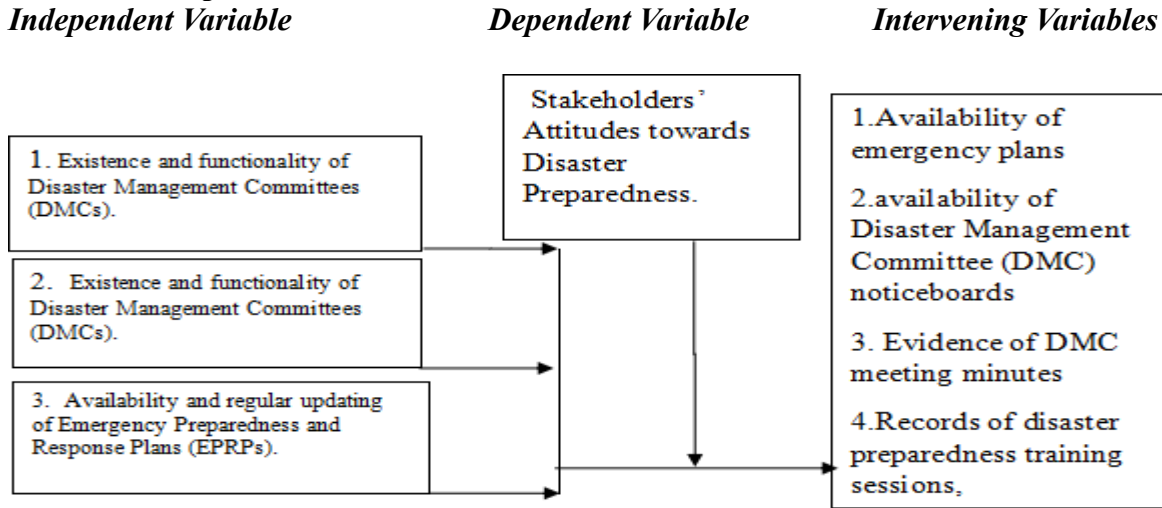 Independent Variable Dependent Variable Intervening Variables
1. Existence and functionality of
Disaster Management Committees
(DMCs).
2. Existence and functionality of
Disaster Management Committees
(DMCs).
3. Availability and regular updating
of Emergency Preparedness and
Response Plans (EPRPs).
Stakeholders’
Attitudes towards
Disaster
Preparedness.
1.Availability of
emergency plans
2.availability of
Disaster Management
Committee (DMC)
noticeboards
3. Evidence of DMC
meeting minutes
4.Records of disaster
preparedness training
sessions,